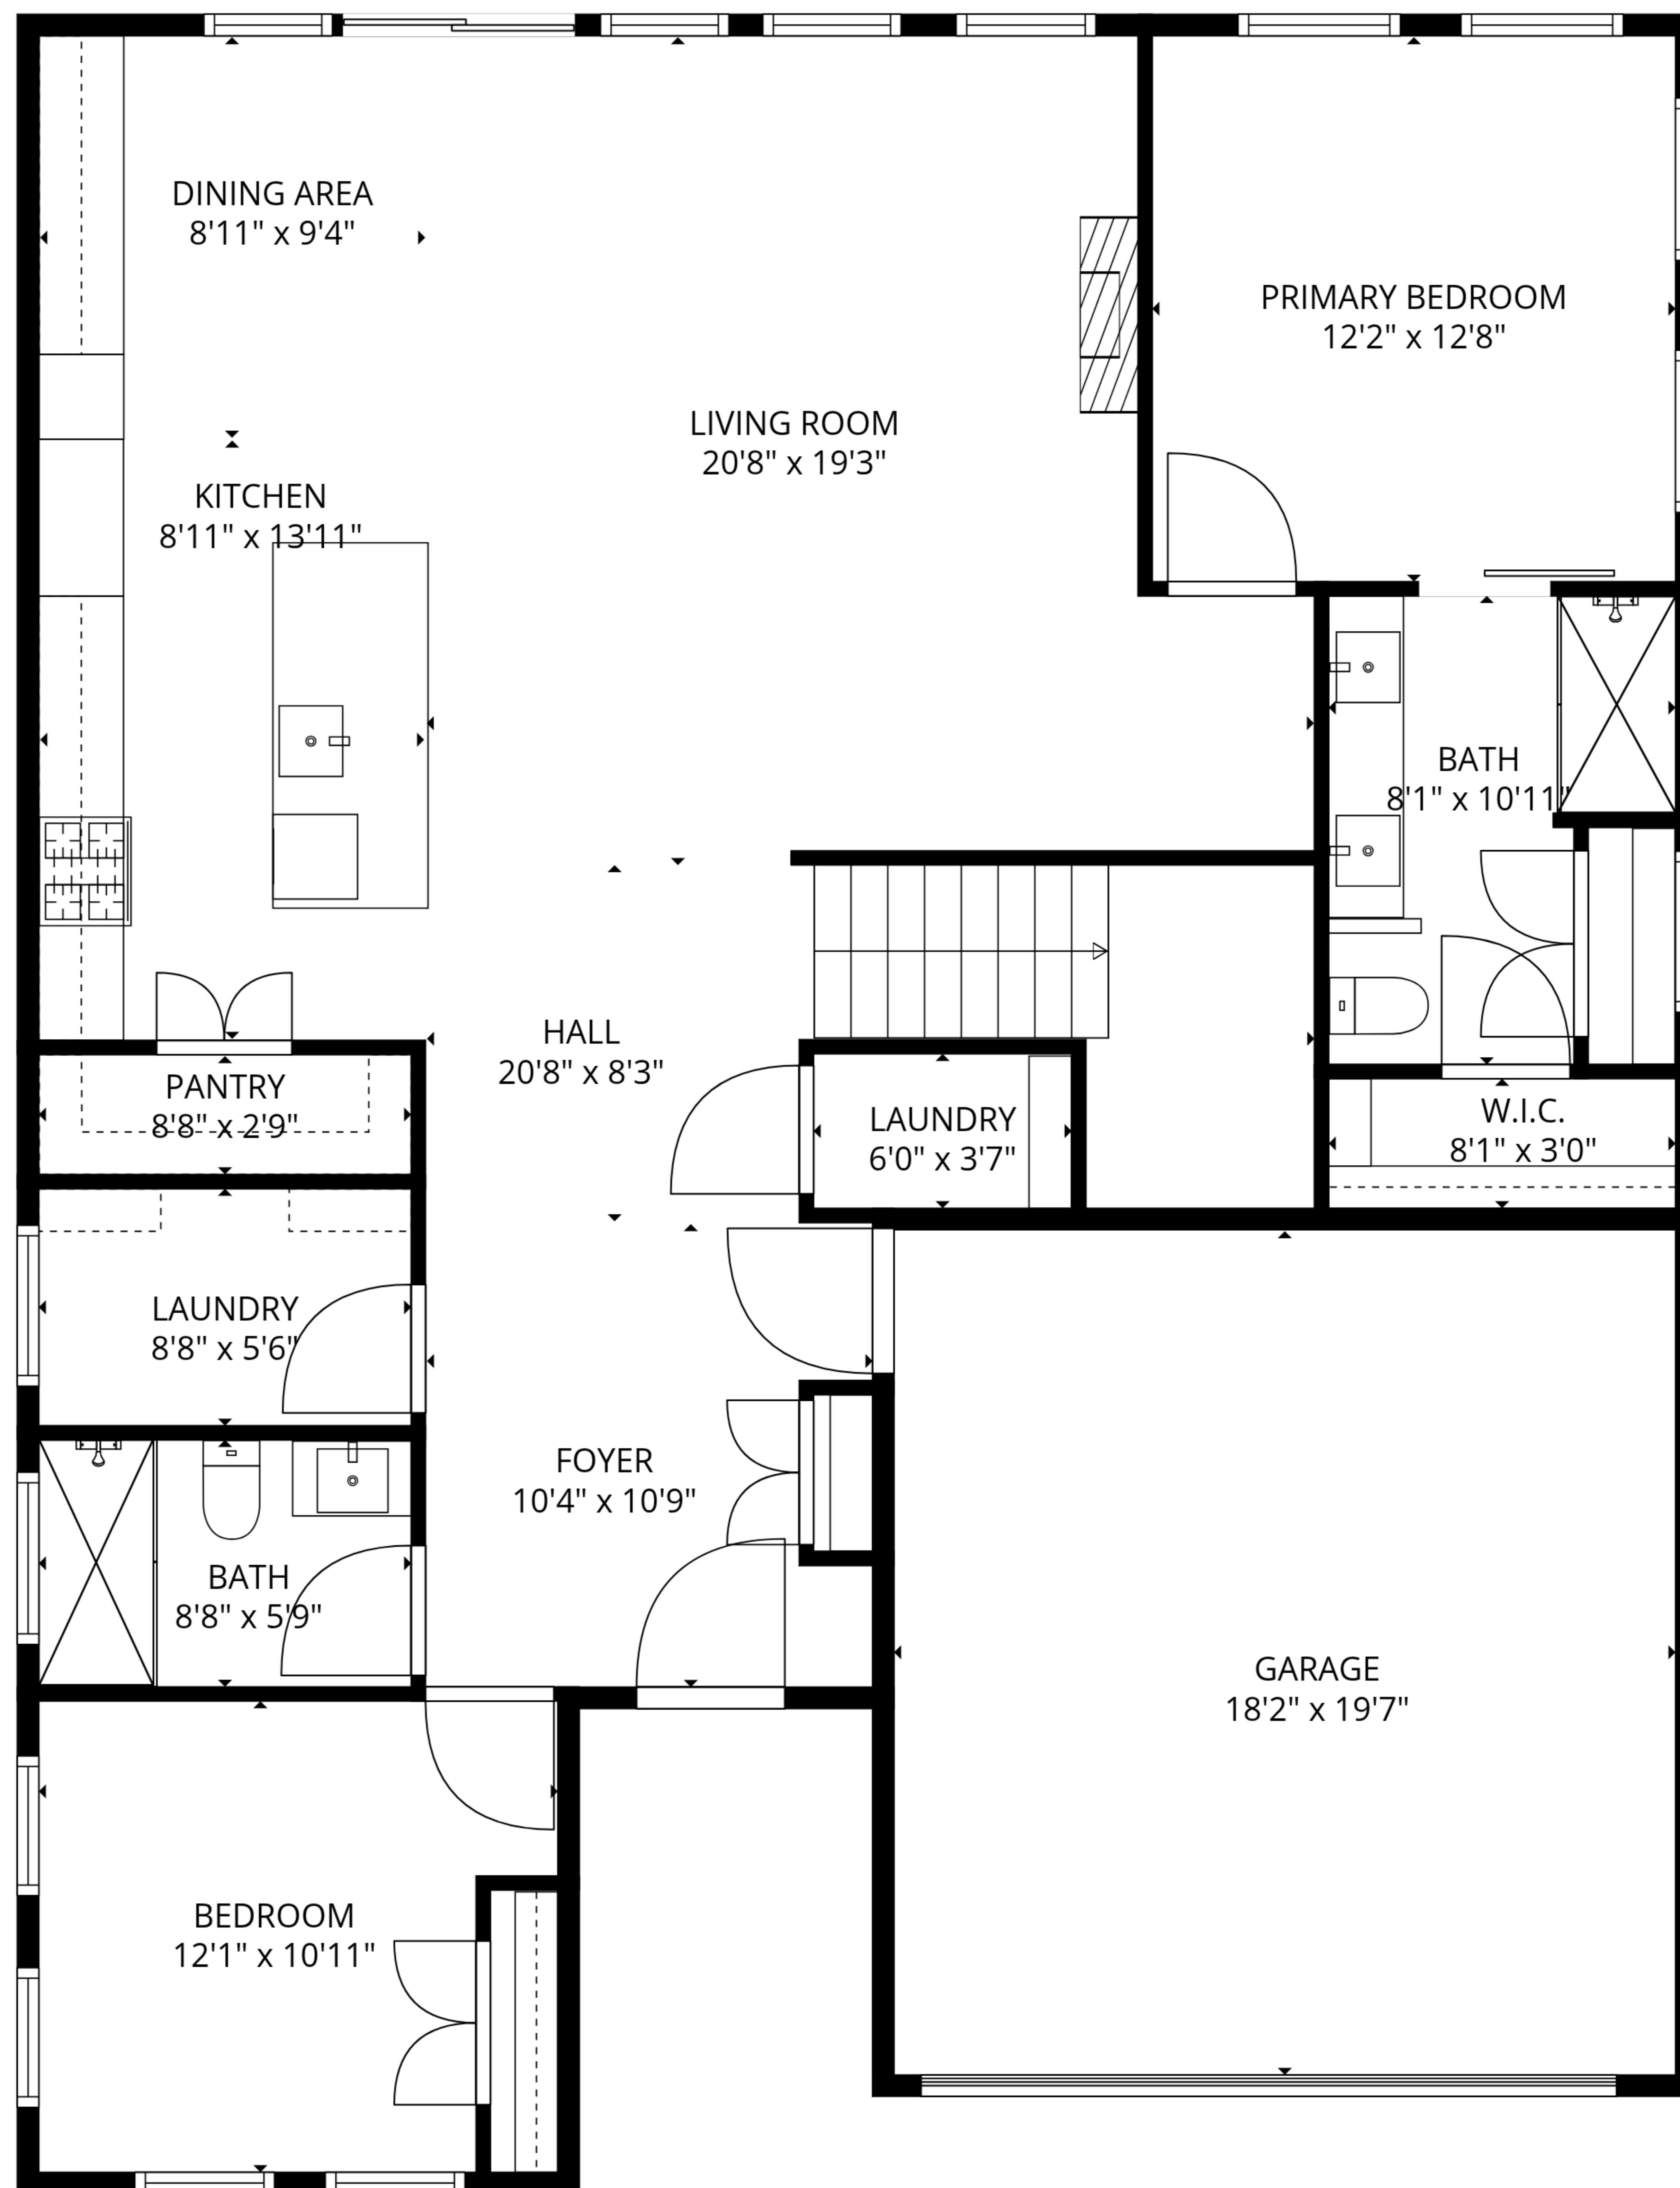 DINING AREA
8'11" x 9'4"
PRIMARY BEDROOM
12'2" x 12'8"
LIVING ROOM
20'8" x 19'3"
KITCHEN
8'11" x 13'11"
BATH
8'1" x 10'11"
HALL
20'8" x 8'3"
PANTRY
8'8" x 2'9"
LAUNDRY
6'0" x 3'7"
W.I.C.
8'1" x 3'0"
LAUNDRY
8'8" x 5'6"
FOYER
10'4" x 10'9"
BATH
8'8" x 5'9"
GARAGE
18'2" x 19'7"
BEDROOM
12'1" x 10'11"